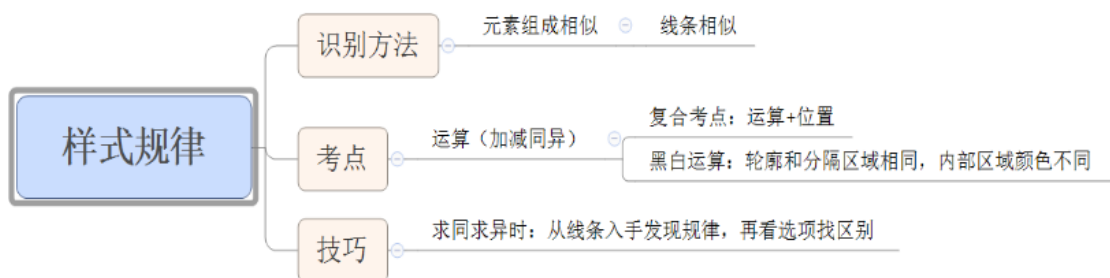 样式规律
识别方法
元素组成相似
线条相似
考点
运算（加减同异）
复合考点：运算+位置
黑白运算：轮廓和分隔区域相同，内部区域颜色不同
技巧
求同求异时：从线条入手发现规律，再看选项找区别